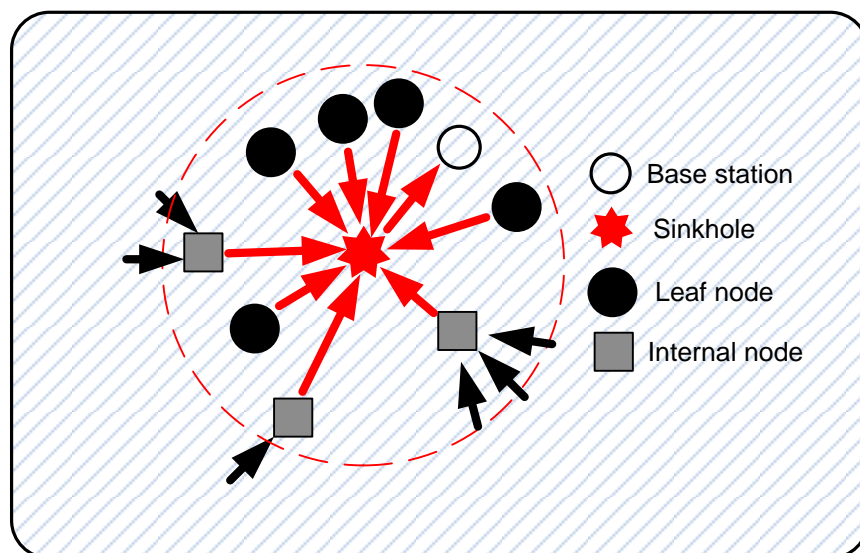 Base station
Sinkhole
Leaf node
Internal node